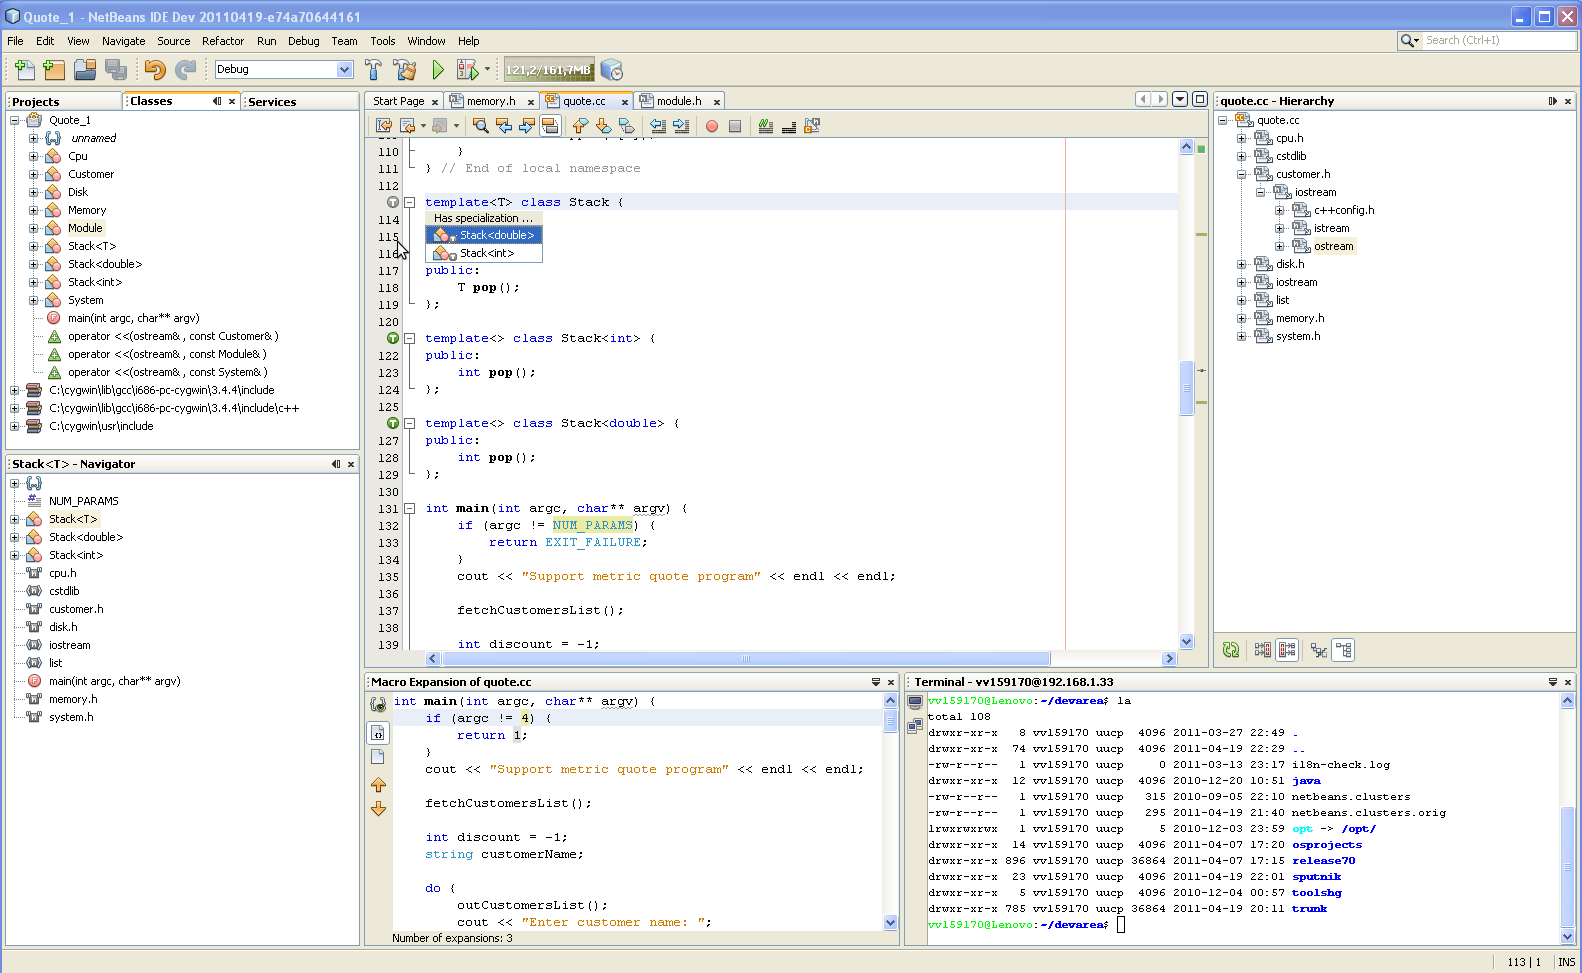 Quote_1 - NetBeans IDE Dev 20110419-e74a70644161
File Edit View Navigate Source Refactor Run Debug Team Tools Window Help
Search (Ctrl+I)
Debug
121,2/161,7MB
Projects
Classes
Services
Quote_1
unnamed
Cpu
Customer
Disk
Memory
Module
Stack<T>
Stack<double>
Stack<int>
System
main(int argc, char** argv)
operator <<(ostream& , const Customer& )
operator <<(ostream& , const Module& )
operator <<(ostream& , const System& )
C:\cygwin\lib\gcc\i686-pc-cygwin\3.4.4\include
C:\cygwin\lib\gcc\i686-pc-cygwin\3.4.4\include\c++
C:\cygwin\usr\include
Stack<T> - Navigator
NUM_PARAMS
Stack<T>
Stack<double>
Stack<int>
cpu.h
cstdlib
customer.h
disk.h
iostream
list
main(int argc, char** argv)
memory.h
system.h
Start Page
memory.h
quote.cc
module.h
110 }
111 } // End of local namespace
112
template<T> class Stack {
114 Has specialization ...
115 Stack<double>
116 Stack<int>
117 public:
118 T pop();
119 };
120
template<> class Stack<int> {
122 public:
123 int pop();
124 };
125
template<> class Stack<double> {
127 public:
128 int pop();
129 };
130
131 int main(int argc, char** argv) {
132 if (argc != NUM_PARAMS) {
133 return EXIT_FAILURE;
134 }
135 cout << "Support metric quote program" << endl << endl;
136
137 fetchCustomersList();
138
139 int discount = -1;
Macro Expansion of quote.cc
int main(int argc, char** argv) {
if (argc != 4) {
return 1;
}
cout << "Support metric quote program" << endl << endl;
fetchCustomersList();
int discount = -1;
string customerName;
do {
outCustomersList();
cout << "Enter customer name: ";
Number of expansions: 3
quote.cc - Hierarchy
quote.cc
cpu.h
cstdlib
customer.h
iostream
c++config.h
istream
ostream
disk.h
iostream
list
memory.h
system.h
Terminal - vv159170@192.168.1.33
vv159170@Lenovo:~/devarea$ la
total 108
drwxr-xr-x 8 vv159170 uucp 4096 2011-03-27 22:49 .
drwxr-xr-x 74 vv159170 uucp 4096 2011-04-19 22:29 ..
-rw-r--r-- 1 vv159170 uucp 0 2011-03-13 23:17 i18n-check.log
drwxr-xr-x 12 vv159170 uucp 4096 2010-12-20 10:51 java
-rw-r--r-- 1 vv159170 uucp 315 2010-09-05 22:10 netbeans.clusters
-rw-r--r-- 1 vv159170 uucp 295 2011-04-19 21:40 netbeans.clusters.orig
lrwxrwxrwx 1 vv159170 uucp 5 2010-12-03 23:59 opt -> /opt/
drwxr-xr-x 14 vv159170 uucp 4096 2011-04-07 17:20 osprojects
drwxr-xr-x 896 vv159170 uucp 36864 2011-04-07 17:15 release70
drwxr-xr-x 23 vv159170 uucp 4096 2011-04-19 22:01 sputnik
drwxr-xr-x 5 vv159170 uucp 4096 2010-12-04 00:57 toolshg
drwxr-xr-x 785 vv159170 uucp 36864 2011-04-19 20:11 trunk
vv159170@Lenovo:~/devarea$
113 | 1 INS